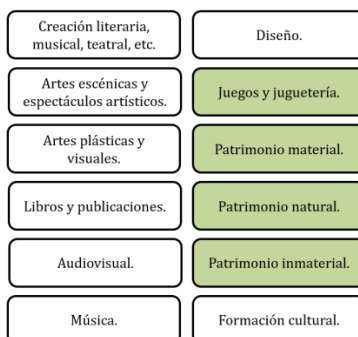 Creación literaria,
musical, teatral, etc.
Diseño.
Artes escénicas y
espectáculos artísticos.
Juegos y juguetería.
Artes plásticas y
visuales.
Patrimonio material.
Libros y publicaciones.
Patrimonio natural.
Audiovisual.
Patrimonio inmaterial.
Música.
Formación cultural.